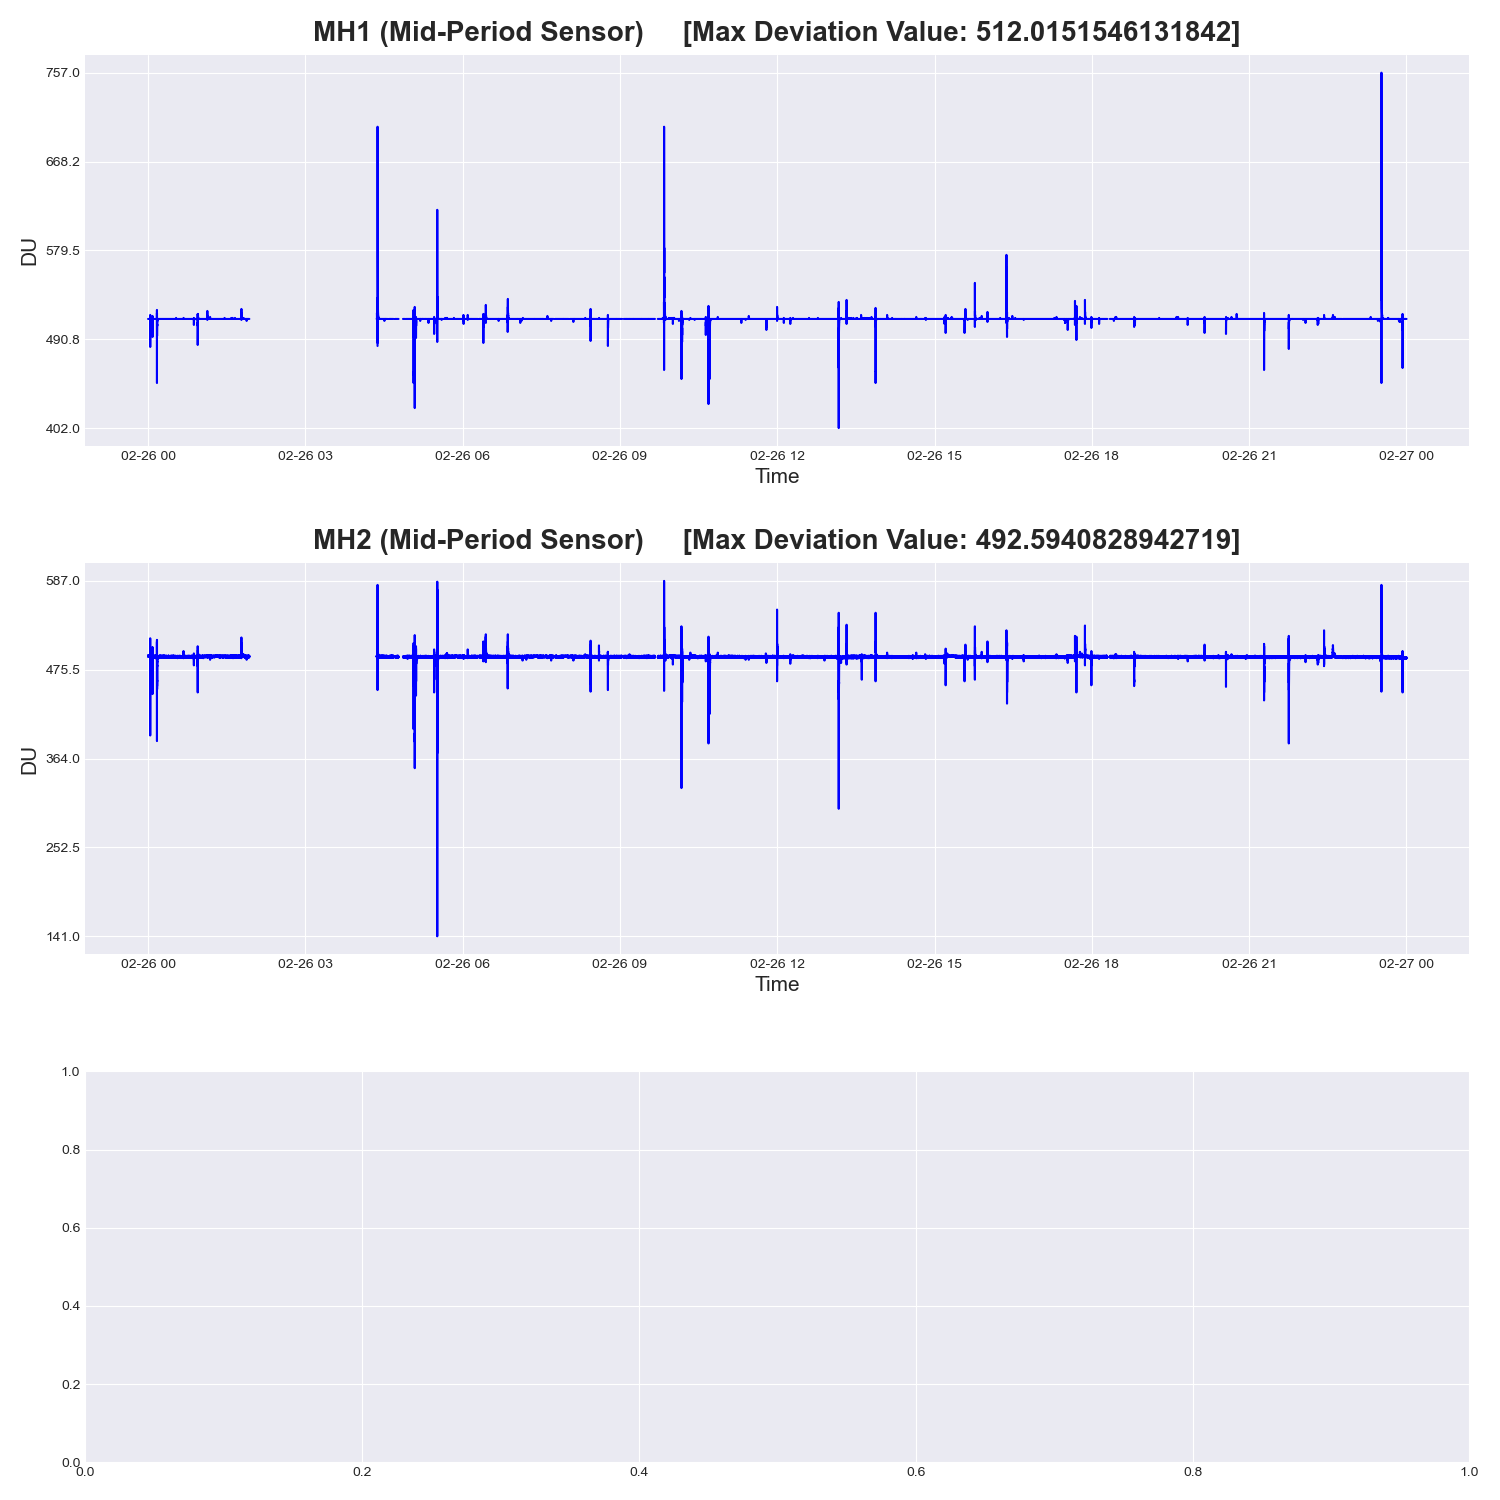 MH1 (Mid-Period Sensor) [Max Deviation Value: 512.0151546131842]
757.0
668.2
579.5
490.8
402.0
DU
02-26 00 02-26 03 02-26 06 02-26 09 02-26 12 02-26 15 02-26 18 02-26 21 02-27 00
Time
MH2 (Mid-Period Sensor) [Max Deviation Value: 492.5940828942719]
587.0
475.5
364.0
252.5
141.0
DU
02-26 00 02-26 03 02-26 06 02-26 09 02-26 12 02-26 15 02-26 18 02-26 21 02-27 00
Time
1.0
0.8
0.6
0.4
0.2
0.0
0.0 0.2 0.4 0.6 0.8 1.0